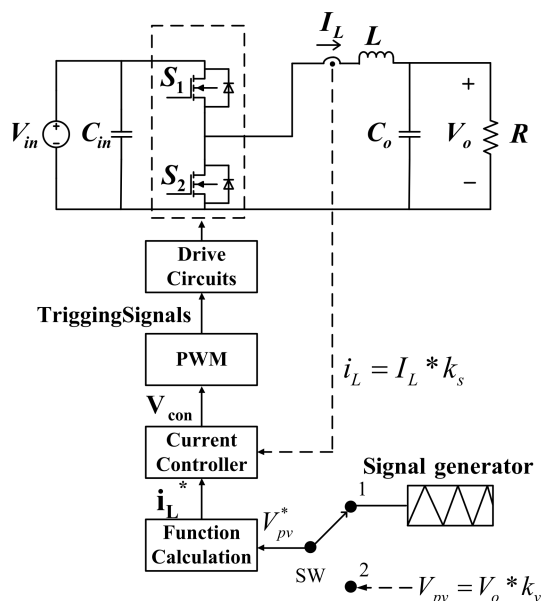 I_L
L
S_1
V_in
C_in
C_o
+
V_o
−
R
S_2
Drive
Circuits
TriggingSignals
PWM
i_L = I_L * k_s
V_con
Current
Controller
i_L*
Signal generator
V_pv*
1
Function
Calculation
SW
2
V_pv = V_o * k_v